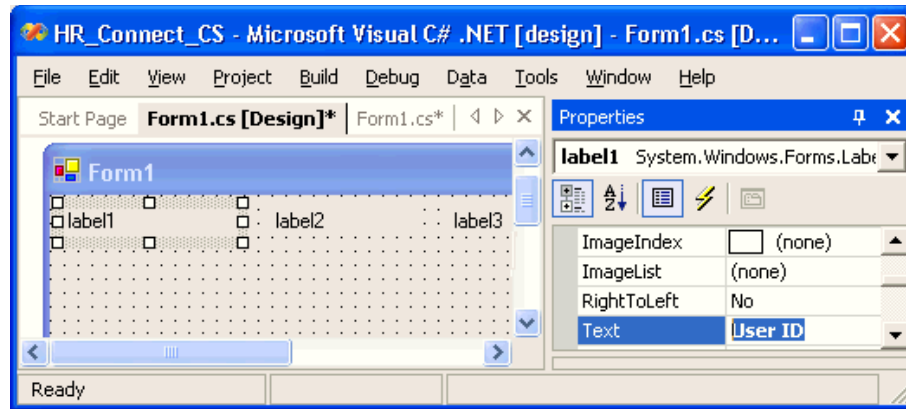 HR_Connect_CS - Microsoft Visual C# .NET [design] - Form1.cs [D...
File Edit View Project Build Debug Data Tools Window Help
Start Page Form1.cs [Design]* Form1.cs*
Properties
label1 System.Windows.Forms.Labe
Form1
label1 label2 label3
ImageIndex (none)
ImageList (none)
RightToLeft No
Text User ID
Ready